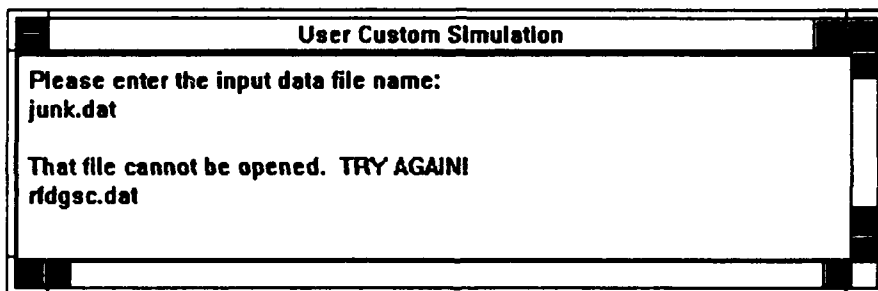 User Custom Simulation
Please enter the input data file name:
junk.dat
That file cannot be opened. TRY AGAIN!
rfdgsc.dat